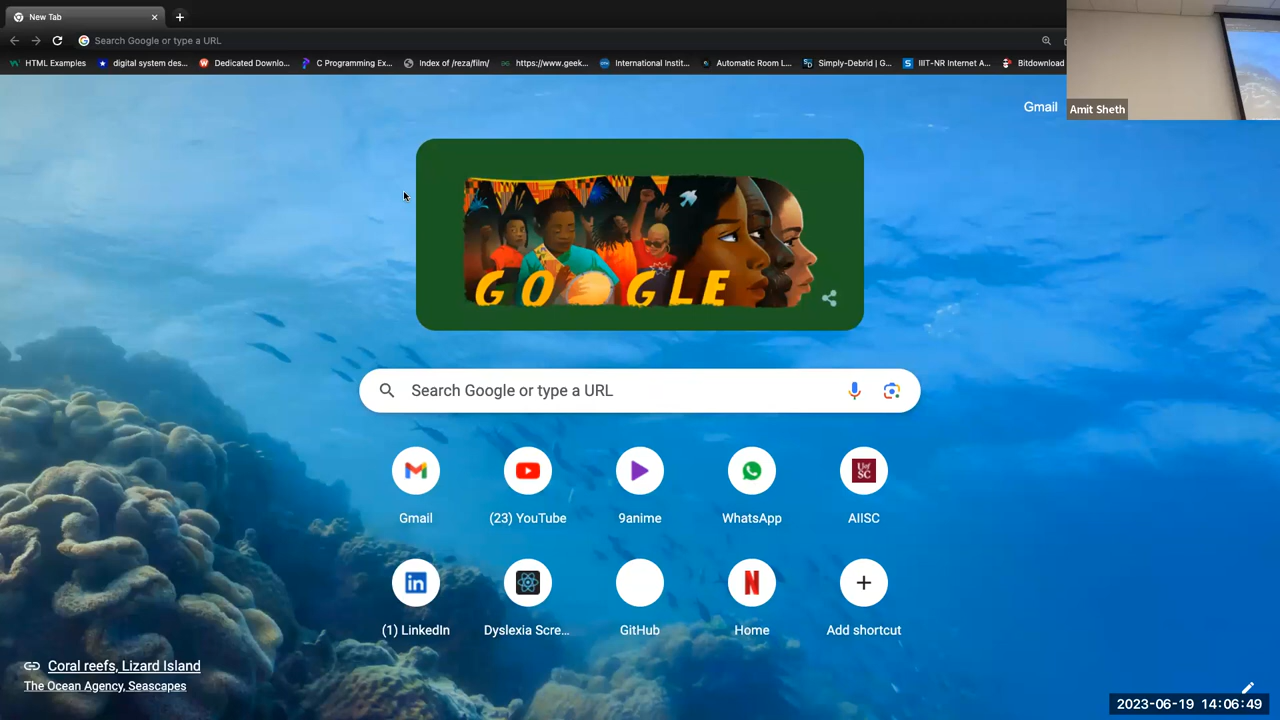 New Tab
Search Google or type a URL
HTML Examples
digital system des...
Dedicated Downlo...
C Programming Ex...
Index of /reza/film/
https://www.geek...
International Instit...
Automatic Room L...
Simply-Debrid | G...
IIIT-NR Internet A...
Bitdownload
Gmail
Amit Sheth
GOOGLE
Search Google or type a URL
Gmail
(23) YouTube
9anime
WhatsApp
U of SC
AIISC
(1) LinkedIn
Dyslexia Scre...
GitHub
Home
Add shortcut
Coral reefs, Lizard Island
The Ocean Agency, Seascapes
2023-06-19 14:06:49